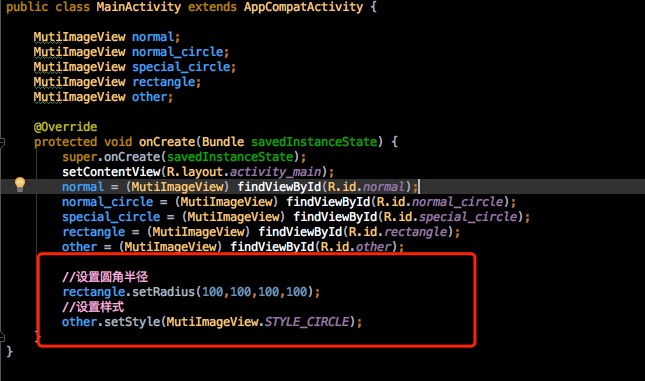 public class MainActivity extends AppCompatActivity {
MutiImageView normal;
MutiImageView normal_circle;
MutiImageView special_circle;
MutiImageView rectangle;
MutiImageView other;
@Override
protected void onCreate(Bundle savedInstanceState) {
super.onCreate(savedInstanceState);
setContentView(R.layout.activity_main);
normal = (MutiImageView) findViewById(R.id.normal);
normal_circle = (MutiImageView) findViewById(R.id.normal_circle);
special_circle = (MutiImageView) findViewById(R.id.special_circle);
rectangle = (MutiImageView) findViewById(R.id.rectangle);
other = (MutiImageView) findViewById(R.id.other);
//设置圆角半径
rectangle.setRadius(100,100,100,100);
//设置样式
other.setStyle(MutiImageView.STYLE_CIRCLE);
}
}